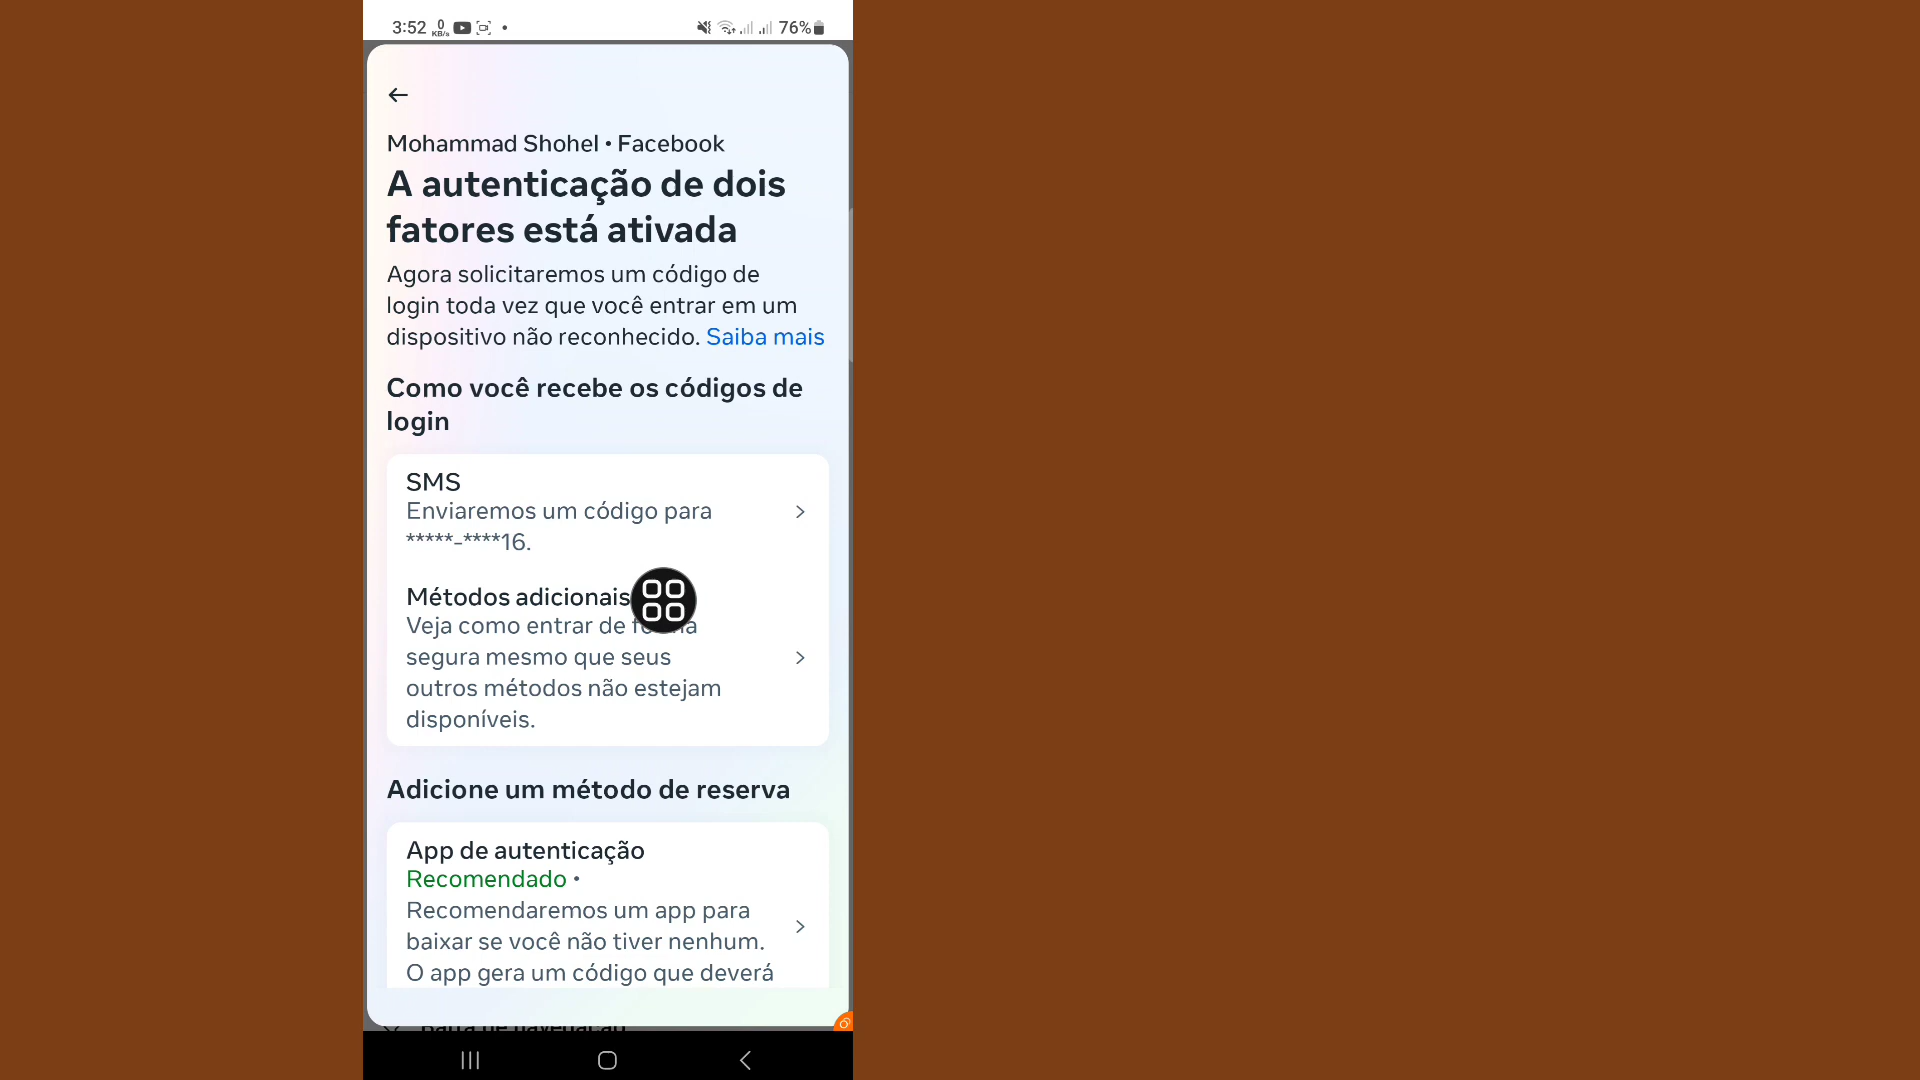 3:52 0 KB/s 76%
Mohammad Shohel • Facebook
A autenticação de dois
fatores está ativada
Agora solicitaremos um código de
login toda vez que você entrar em um
dispositivo não reconhecido. Saiba mais
Como você recebe os códigos de
login
SMS
Enviaremos um código para
*****-****16.
Métodos adicionais
Veja como entrar de
segura mesmo que seus
outros métodos não estejam
disponíveis.
Adicione um método de reserva
App de autenticação
Recomendado •
Recomendaremos um app para
baixar se você não tiver nenhum.
O app gera um código que deverá